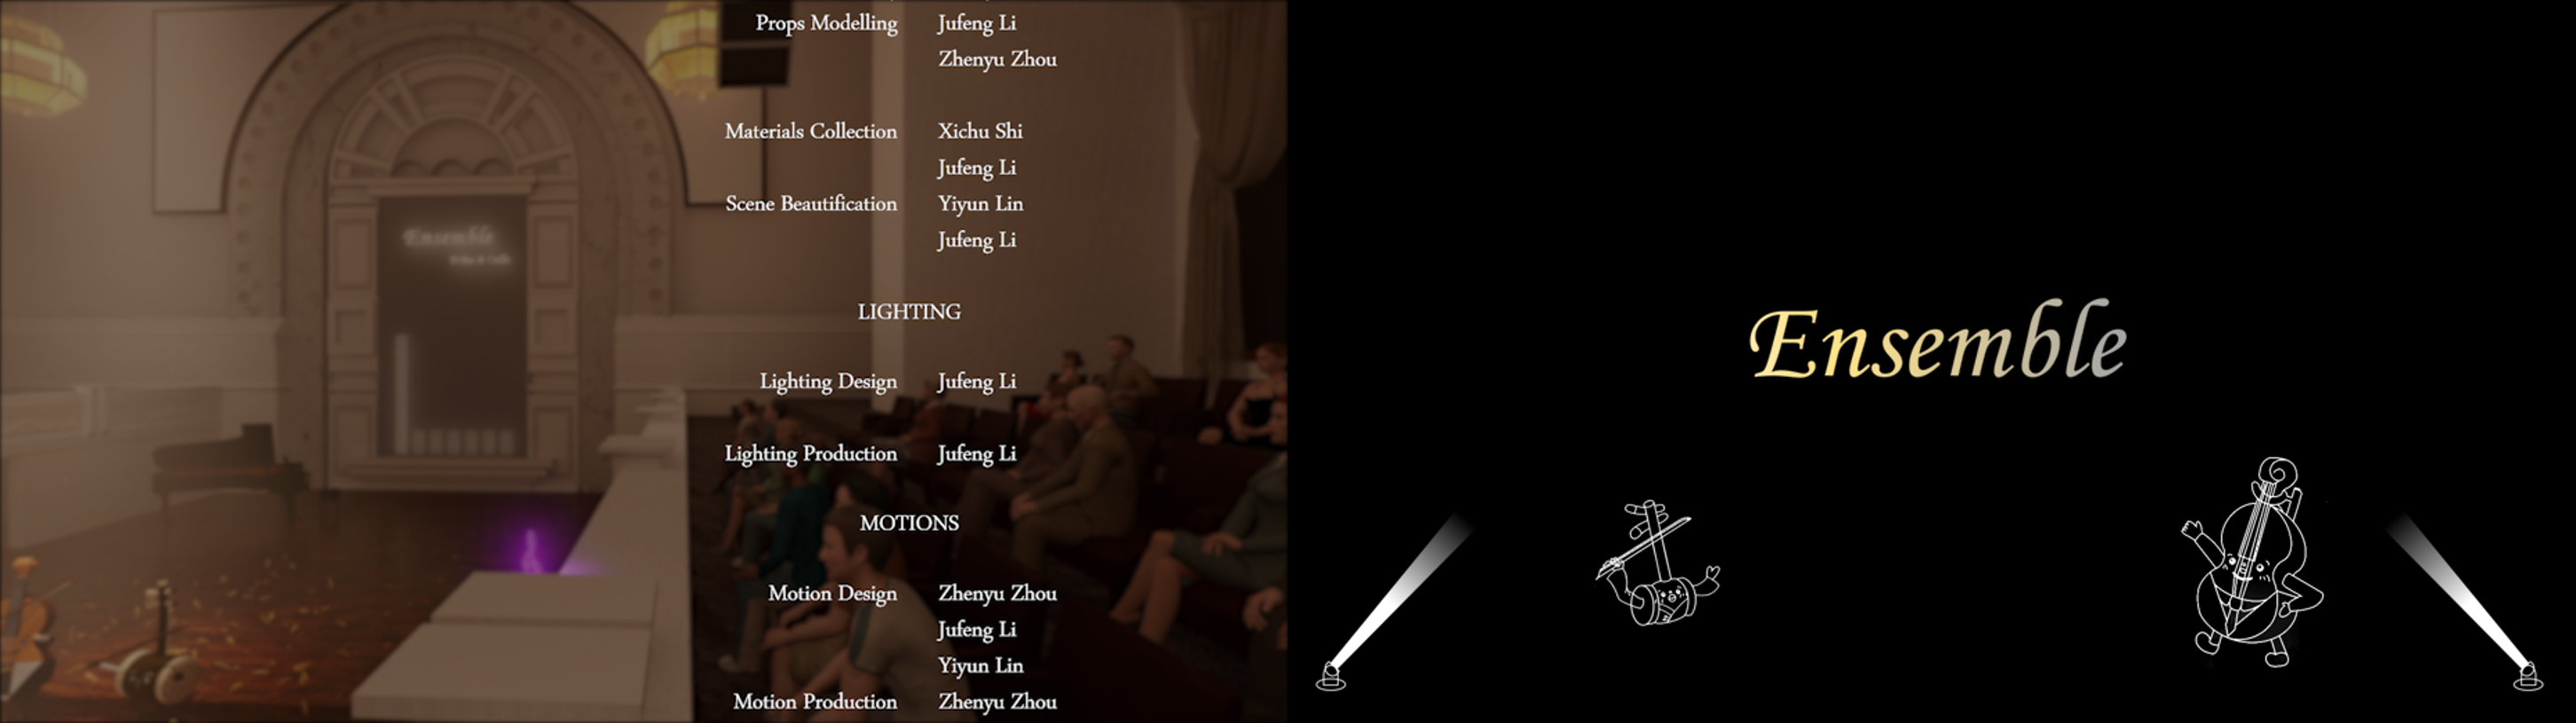 Props Modelling Jufeng Li
Zhenyu Zhou
Materials Collection Xichu Shi
Jufeng Li
Scene Beautification Yiyun Lin
Jufeng Li
Ensemble
LIGHTING
Lighting Design Jufeng Li
Lighting Production Jufeng Li
MOTIONS
Motion Design Zhenyu Zhou
Jufeng Li
Yiyun Lin
Motion Production Zhenyu Zhou
Ensemble